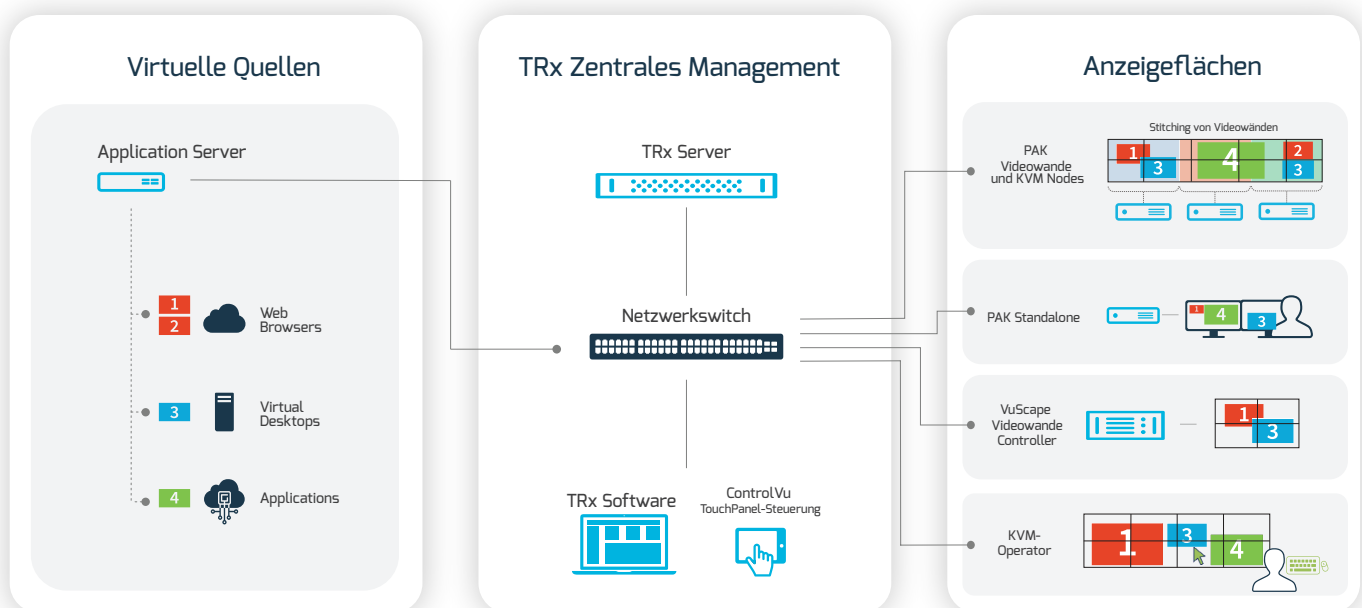 Virtuelle Quellen
Application Server
1
2
Web
Browsers
3
Virtual
Desktops
4
Applications
TRx Zentrales Management
TRx Server
Netzwerkswitch
TRx Software
ControlVu
TouchPanel-Steuerung
Anzeigeflächen
PAK
Videowande
und KVM Nodes
Stitching von Videowänden
1
3
4
2
3
PAK Standalone
1
4
3
VuScape
Videowande
Controller
1
3
KVM-
Operator
1
3
4